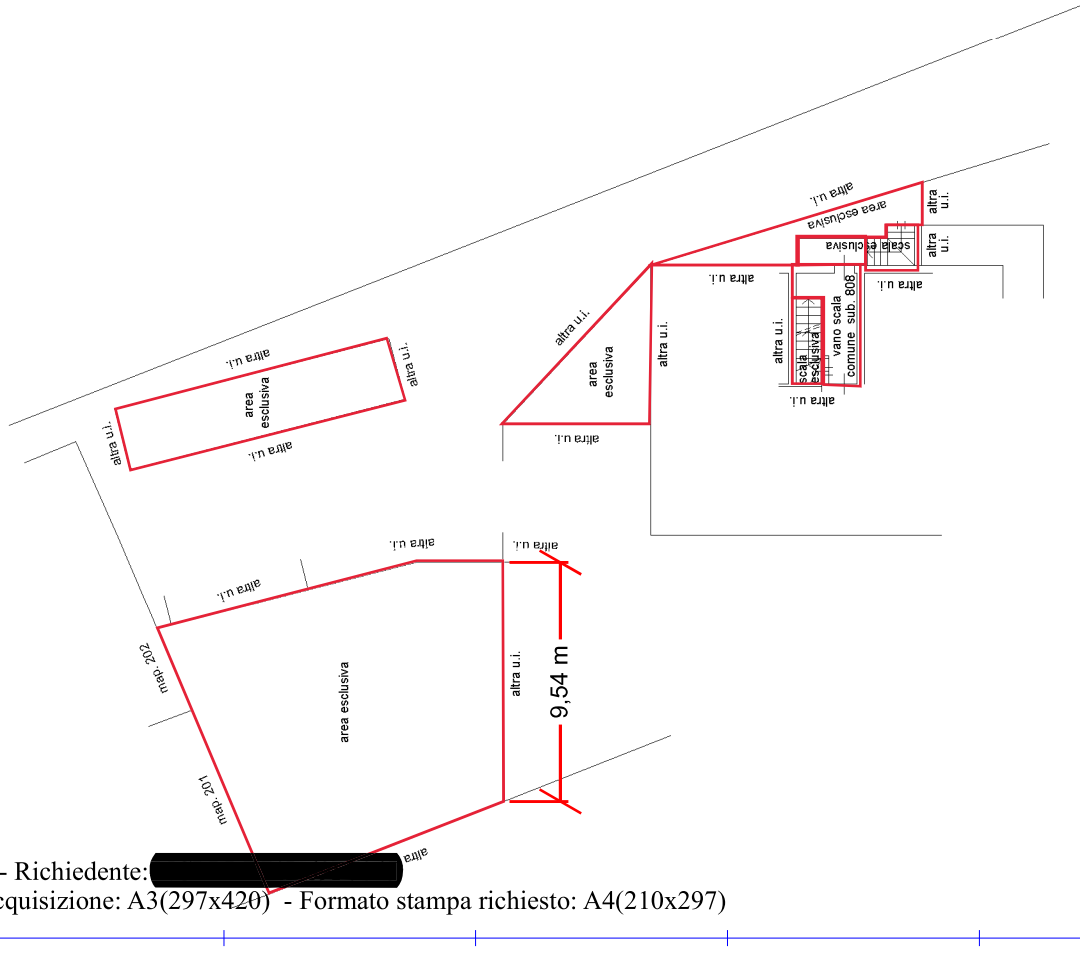 altra u.i.
area esclusiva
altra
u.i.
scala esclusiva
altra
u.i.
altra u.i.
altra u.i.
vano scala
comune sub. 808
scala
esclusiva
altra u.i.
altra u.i.
altra u.i.
altra u.i.
area
esclusiva
altra u.i.
altra u.i.
altra u.i.
area
esclusiva
altra u.i.
altra u.i.
altra u.i.
altra u.i.
altra u.i.
altra u.i.
map. 202
area esclusiva
altra u.i.
9,54 m
map. 201
altra
- Richiedente:
cquisizione: A3(297x420) - Formato stampa richiesto: A4(210x297)